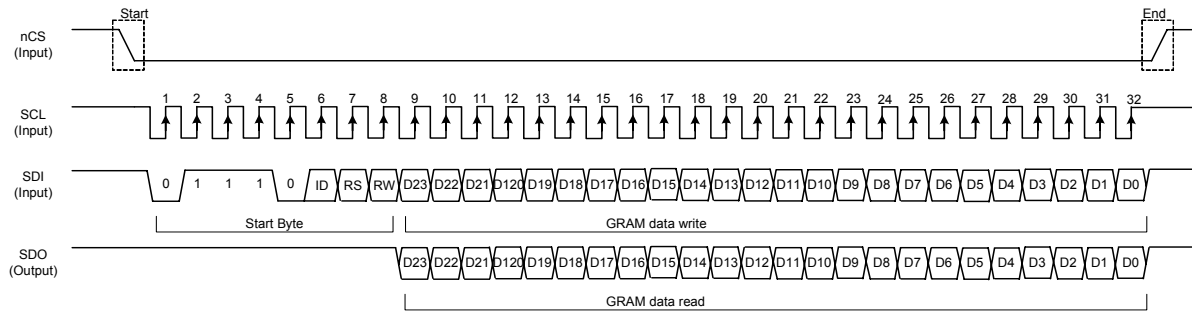 Start End
nCS
(Input)
1 2 3 4 5 6 7 8 9 10 11 12 13 14 15 16 17 18 19 20 21 22 23 24 25 26 27 28 29 30 31 32
SCL
(Input)
SDI
(Input)
0 1 1 1 0 ID RS RW D23 D22 D21 D120 D19 D18 D17 D16 D15 D14 D13 D12 D11 D10 D9 D8 D7 D6 D5 D4 D3 D2 D1 D0
Start Byte GRAM data write
SDO
(Output)
D23 D22 D21 D120 D19 D18 D17 D16 D15 D14 D13 D12 D11 D10 D9 D8 D7 D6 D5 D4 D3 D2 D1 D0
GRAM data read